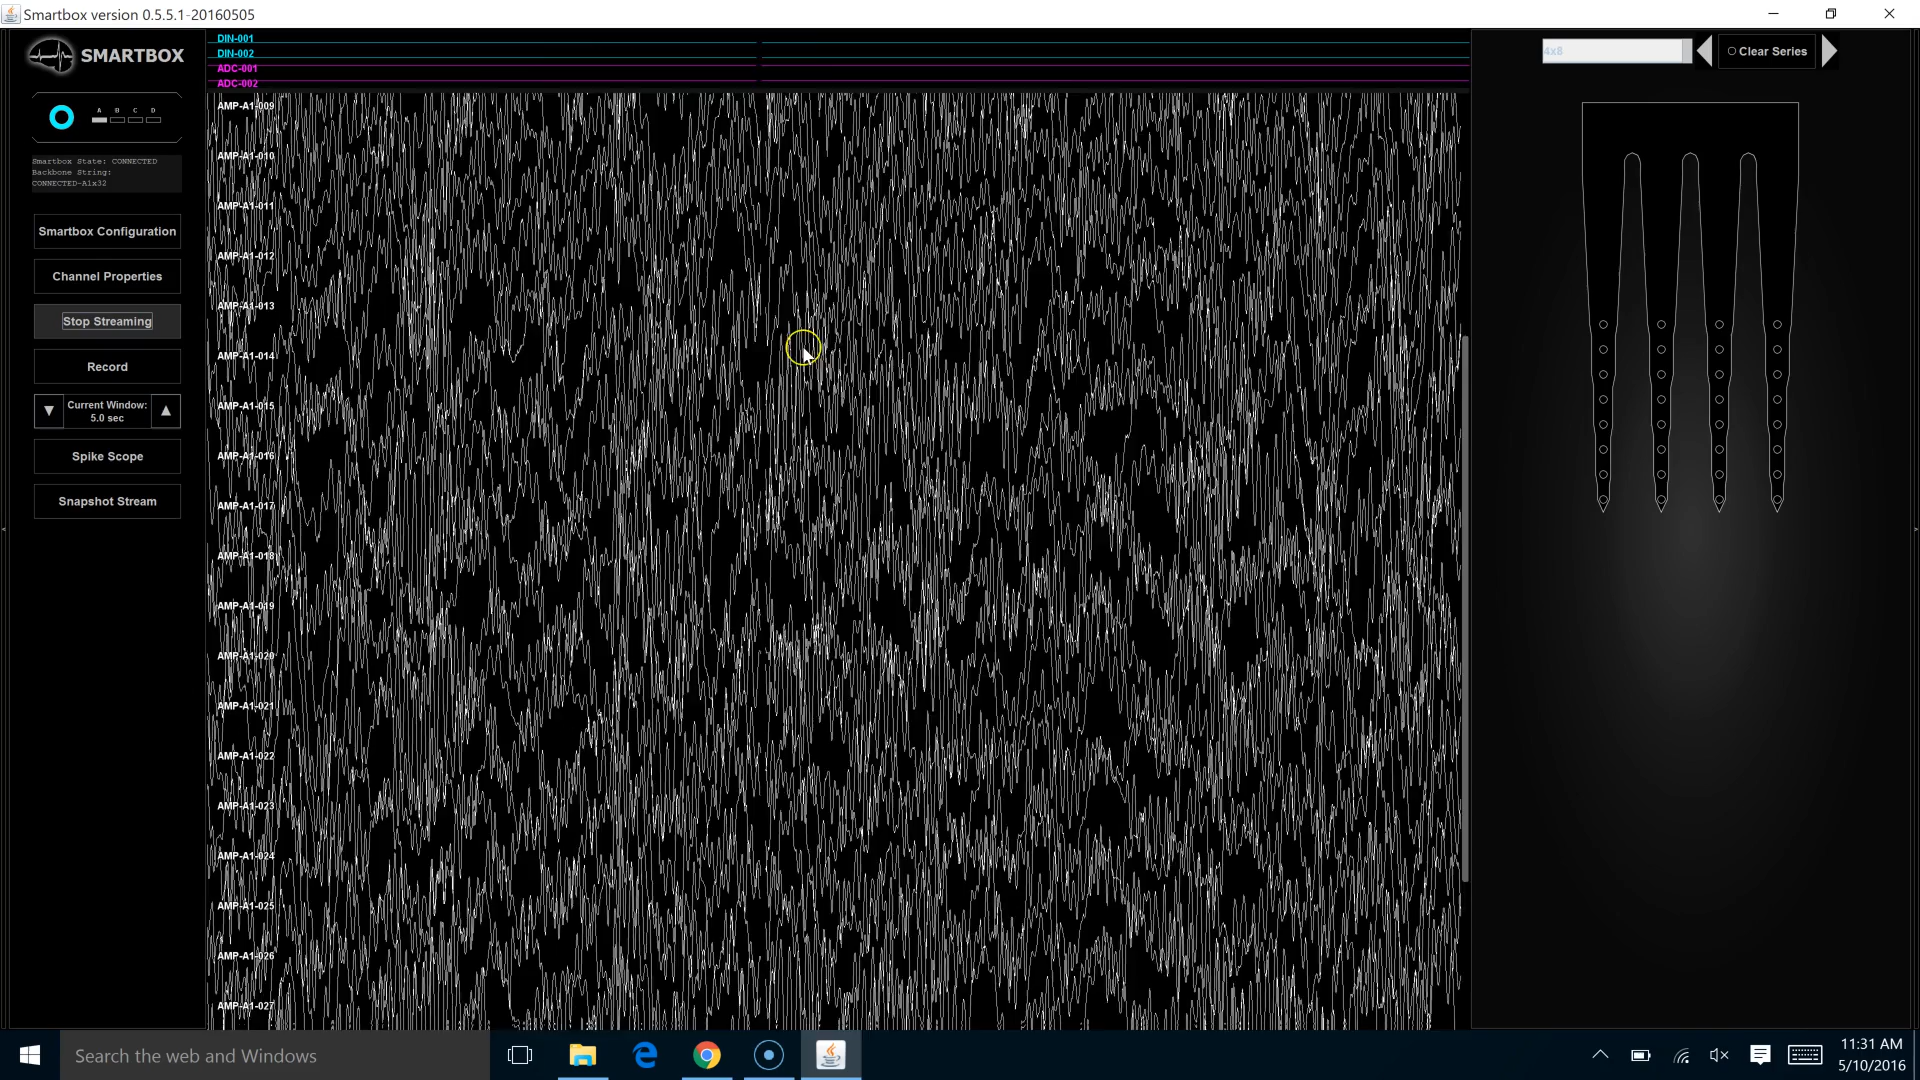 Smartbox version 0.5.5.1-20160505
SMARTBOX
A B C D
Smartbox State: CONNECTED
Backbone String:
CONNECTED-A1x32
Smartbox Configuration
Channel Properties
Stop Streaming
Record
Current Window:
5.0 sec
Spike Scope
Snapshot Stream
DIN-001
DIN-002
ADC-001
ADC-002
AMP-A1-009
AMP-A1-010
AMP-A1-011
AMP-A1-012
AMP-A1-013
AMP-A1-014
AMP-A1-015
AMP-A1-016
AMP-A1-017
AMP-A1-018
AMP-A1-019
AMP-A1-020
AMP-A1-021
AMP-A1-022
AMP-A1-023
AMP-A1-024
AMP-A1-025
AMP-A1-026
AMP-A1-027
4x8
Clear Series
Search the web and Windows
11:31 AM
5/10/2016